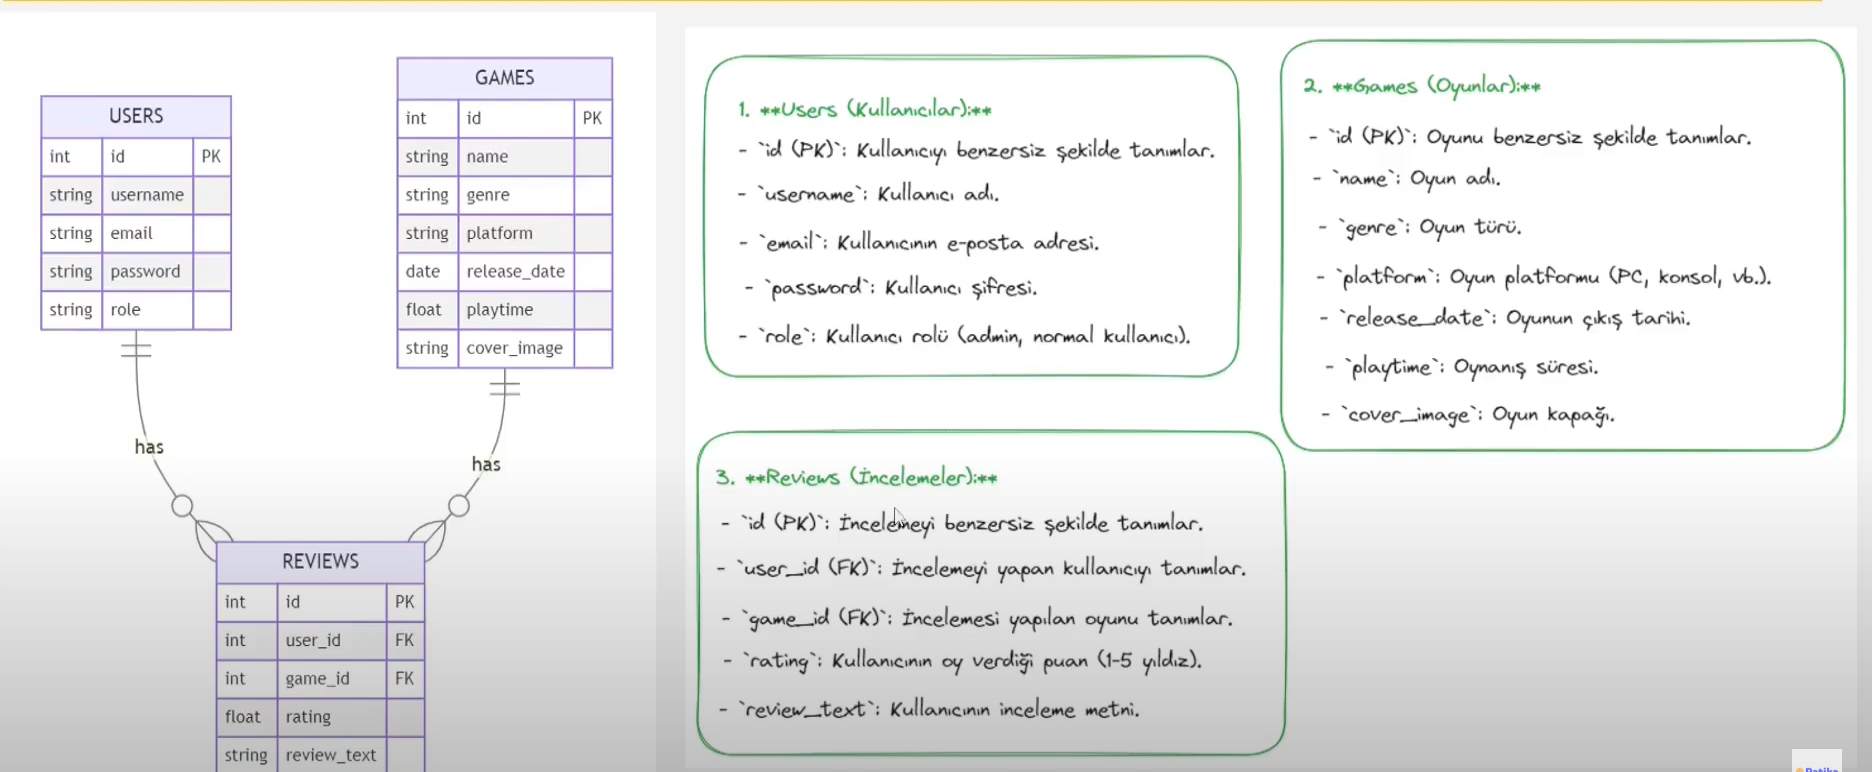 USERS
int id PK
string username
string email
string password
string role
has
GAMES
int id PK
string name
string genre
string platform
date release_date
float playtime
string cover_image
has
REVIEWS
int id PK
int user_id FK
int game_id FK
float rating
string review_text
1. **Users (Kullanıcılar):**
- `id (PK)`: Kullanıcıyı benzersiz şekilde tanımlar.
- `username`: Kullanıcı adı.
- `email`: Kullanıcının e-posta adresi.
- `password`: Kullanıcı şifresi.
- `role`: Kullanıcı rolü (admin, normal kullanıcı).
2. **Games (Oyunlar):**
- `id (PK)`: Oyunu benzersiz şekilde tanımlar.
- `name`: Oyun adı.
- `genre`: Oyun türü.
- `platform`: Oyun platformu (PC, konsol, vb.).
- `release_date`: Oyunun çıkış tarihi.
- `playtime`: Oynanış süresi.
- `cover_image`: Oyun kapağı.
3. **Reviews (İncelemeler):**
- `id (PK)`: İncelemeyi benzersiz şekilde tanımlar.
- `user_id (FK)`: İncelemeyi yapan kullanıcıyı tanımlar.
- `game_id (FK)`: İncelemesi yapılan oyunu tanımlar.
- `rating`: Kullanıcının oy verdiği puan (1-5 yıldız).
- `review_text`: Kullanıcının inceleme metni.